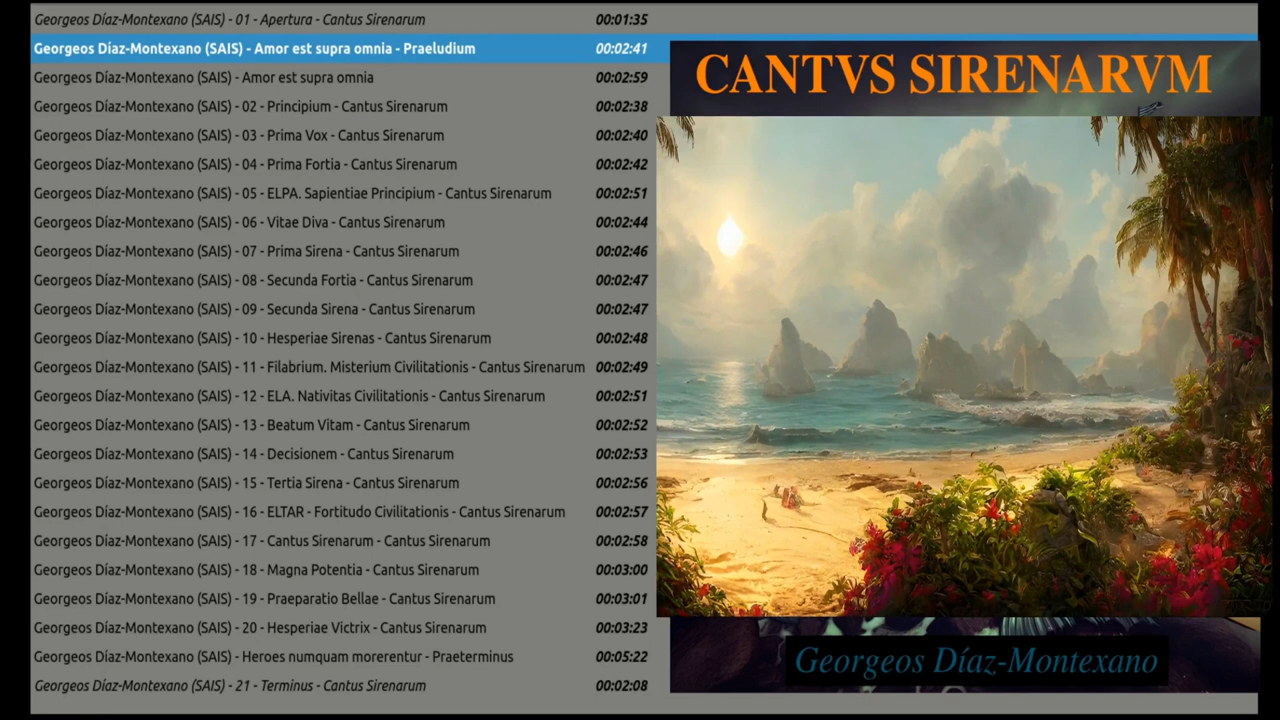 Georgeos Díaz-Montexano (SAIS) - 01 - Apertura - Cantus Sirenarum 00:01:35
Georgeos Díaz-Montexano (SAIS) - Amor est supra omnia - Praeludium 00:02:41
Georgeos Díaz-Montexano (SAIS) - Amor est supra omnia 00:02:59
Georgeos Díaz-Montexano (SAIS) - 02 - Principium - Cantus Sirenarum 00:02:38
Georgeos Díaz-Montexano (SAIS) - 03 - Prima Vox - Cantus Sirenarum 00:02:40
Georgeos Díaz-Montexano (SAIS) - 04 - Prima Fortia - Cantus Sirenarum 00:02:42
Georgeos Díaz-Montexano (SAIS) - 05 - ELPA. Sapientiae Principium - Cantus Sirenarum 00:02:51
Georgeos Díaz-Montexano (SAIS) - 06 - Vitae Diva - Cantus Sirenarum 00:02:44
Georgeos Díaz-Montexano (SAIS) - 07 - Prima Sirena - Cantus Sirenarum 00:02:46
Georgeos Díaz-Montexano (SAIS) - 08 - Secunda Fortia - Cantus Sirenarum 00:02:47
Georgeos Díaz-Montexano (SAIS) - 09 - Secunda Sirena - Cantus Sirenarum 00:02:47
Georgeos Díaz-Montexano (SAIS) - 10 - Hesperiae Sirenas - Cantus Sirenarum 00:02:48
Georgeos Díaz-Montexano (SAIS) - 11 - Filabrium. Misterium Civilitationis - Cantus Sirenarum 00:02:49
Georgeos Díaz-Montexano (SAIS) - 12 - ELA. Nativitas Civilitationis - Cantus Sirenarum 00:02:51
Georgeos Díaz-Montexano (SAIS) - 13 - Beatum Vitam - Cantus Sirenarum 00:02:52
Georgeos Díaz-Montexano (SAIS) - 14 - Decisionem - Cantus Sirenarum 00:02:53
Georgeos Díaz-Montexano (SAIS) - 15 - Tertia Sirena - Cantus Sirenarum 00:02:56
Georgeos Díaz-Montexano (SAIS) - 16 - ELTAR - Fortitudo Civilitationis - Cantus Sirenarum 00:02:57
Georgeos Díaz-Montexano (SAIS) - 17 - Cantus Sirenarum - Cantus Sirenarum 00:02:58
Georgeos Díaz-Montexano (SAIS) - 18 - Magna Potentia - Cantus Sirenarum 00:03:00
Georgeos Díaz-Montexano (SAIS) - 19 - Praeparatio Bellae - Cantus Sirenarum 00:03:01
Georgeos Díaz-Montexano (SAIS) - 20 - Hesperiae Victrix - Cantus Sirenarum 00:03:23
Georgeos Díaz-Montexano (SAIS) - Heroes numquam morerentur - Praeterminus 00:05:22
Georgeos Díaz-Montexano (SAIS) - 21 - Terminus - Cantus Sirenarum 00:02:08
CANTVS SIRENARVM
Georgeos Díaz-Montexano